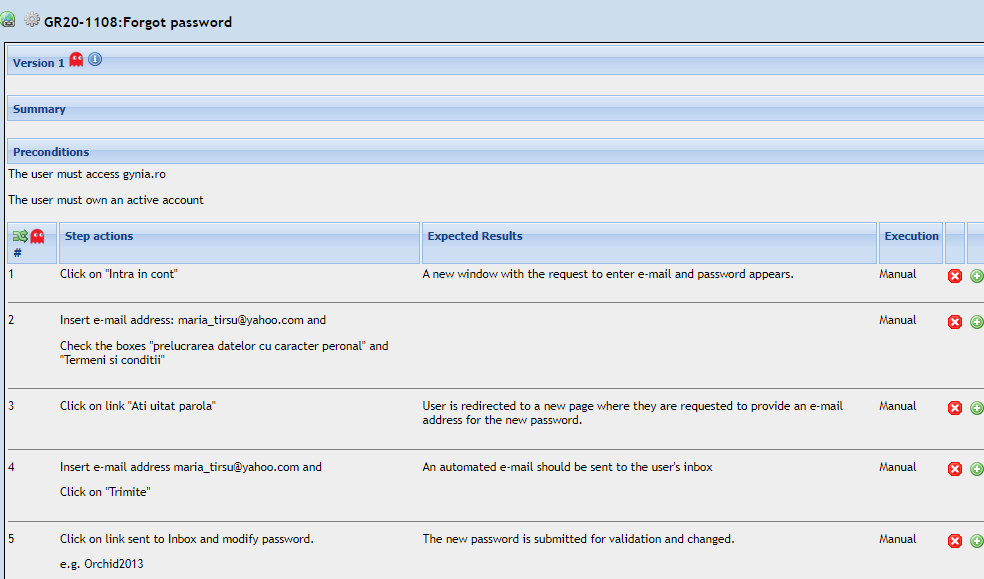 GR20-1108:Forgot password
Version 1
Summary
Preconditions
The user must access gynia.ro
The user must own an active account
# Step actions Expected Results Execution
1 Click on "Intra in cont" A new window with the request to enter e-mail and password appears. Manual
2 Insert e-mail address: maria_tirsu@yahoo.com and Manual
Check the boxes "prelucrarea datelor cu caracter peronal" and
"Termeni si conditii"
3 Click on link "Ati uitat parola" User is redirected to a new page where they are requested to provide an e-mail Manual
address for the new password.
4 Insert e-mail address maria_tirsu@yahoo.com and An automated e-mail should be sent to the user's inbox Manual
Click on "Trimite"
5 Click on link sent to Inbox and modify password. The new password is submitted for validation and changed. Manual
e.g. Orchid2013